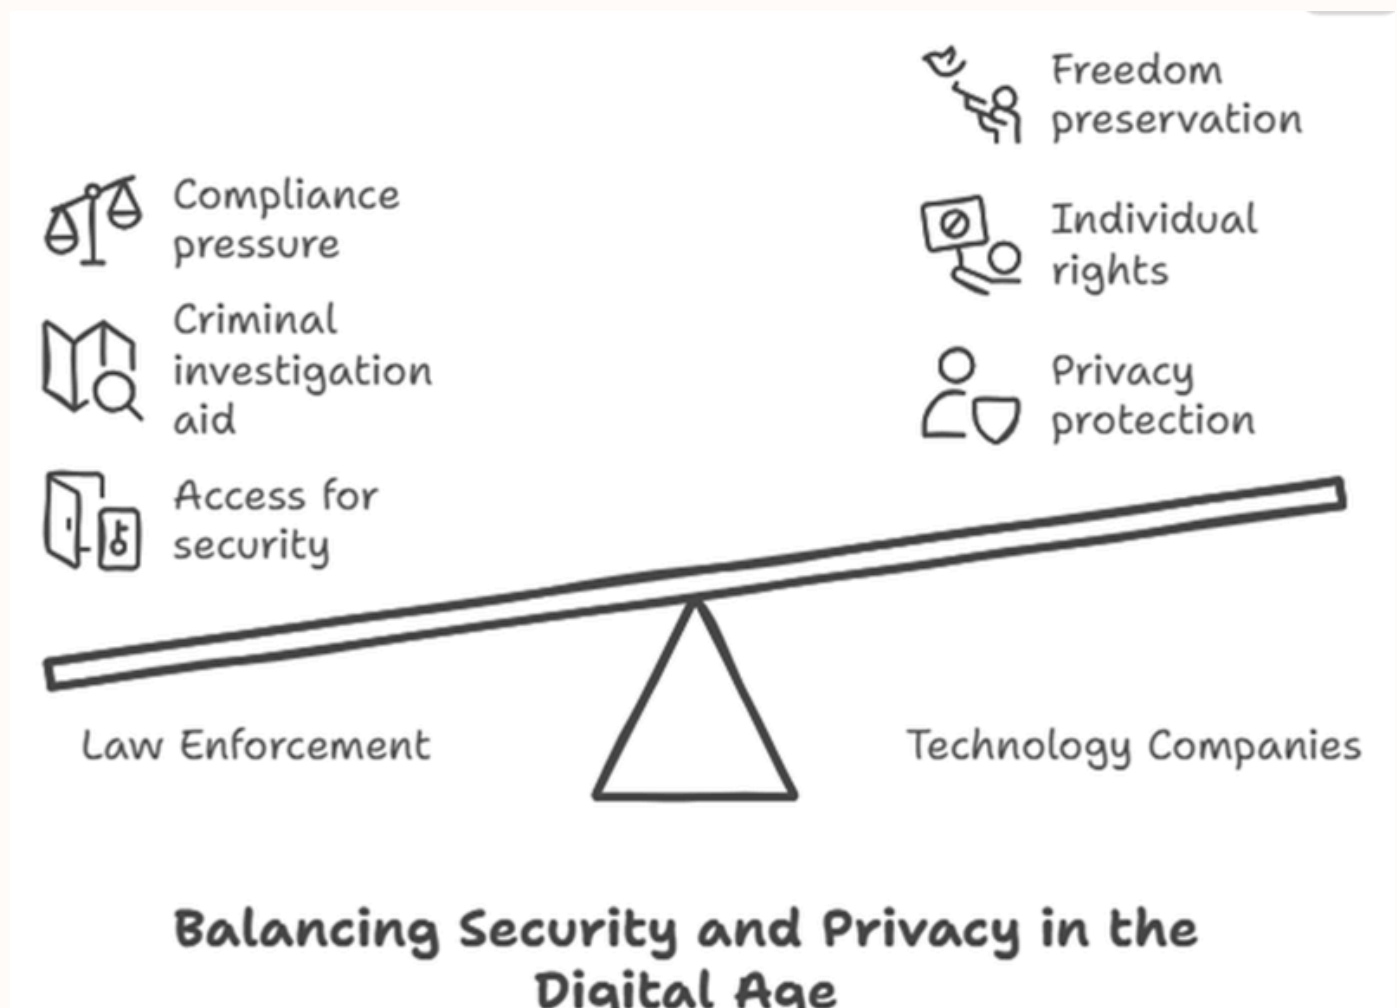 Compliance
pressure
Criminal
investigation
aid
Access for
security
Freedom
preservation
Individual
rights
Privacy
protection
Law Enforcement
Technology Companies
Balancing Security and Privacy in the
Digital Age